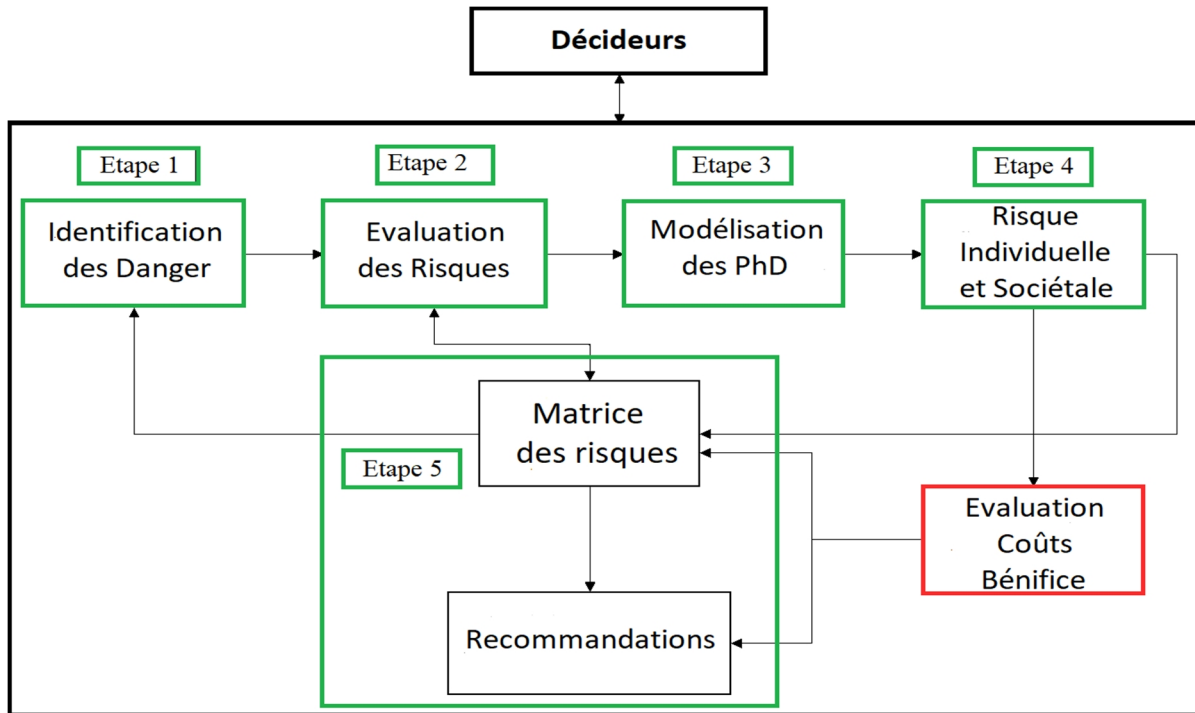 Décideurs
Etape 1
Etape 2
Etape 3
Etape 4
Identification
des Danger
Evaluation
des Risques
Modélisation
des PhD
Risque
Individuelle
et Sociétale
Matrice
des risques
Etape 5
Evaluation
Coûts
Bénifice
Recommandations